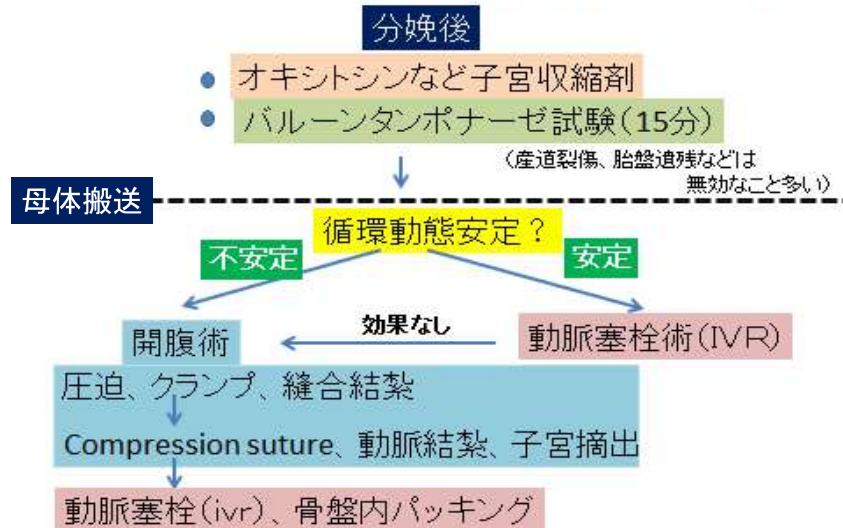 分娩後
● オキシトシンなど子宮収縮剤
● バルーンタンポナーゼ試験（15分）
（産道裂傷、胎盤遺残などは
無効なこと多い）
母体搬送
循環動態安定？
不安定
安定
開腹術
効果なし
動脈塞栓術（IVR）
圧迫、クランプ、縫合結紮
Compression suture、動脈結紮、子宮摘出
動脈塞栓（ivr）、骨盤内パッキング